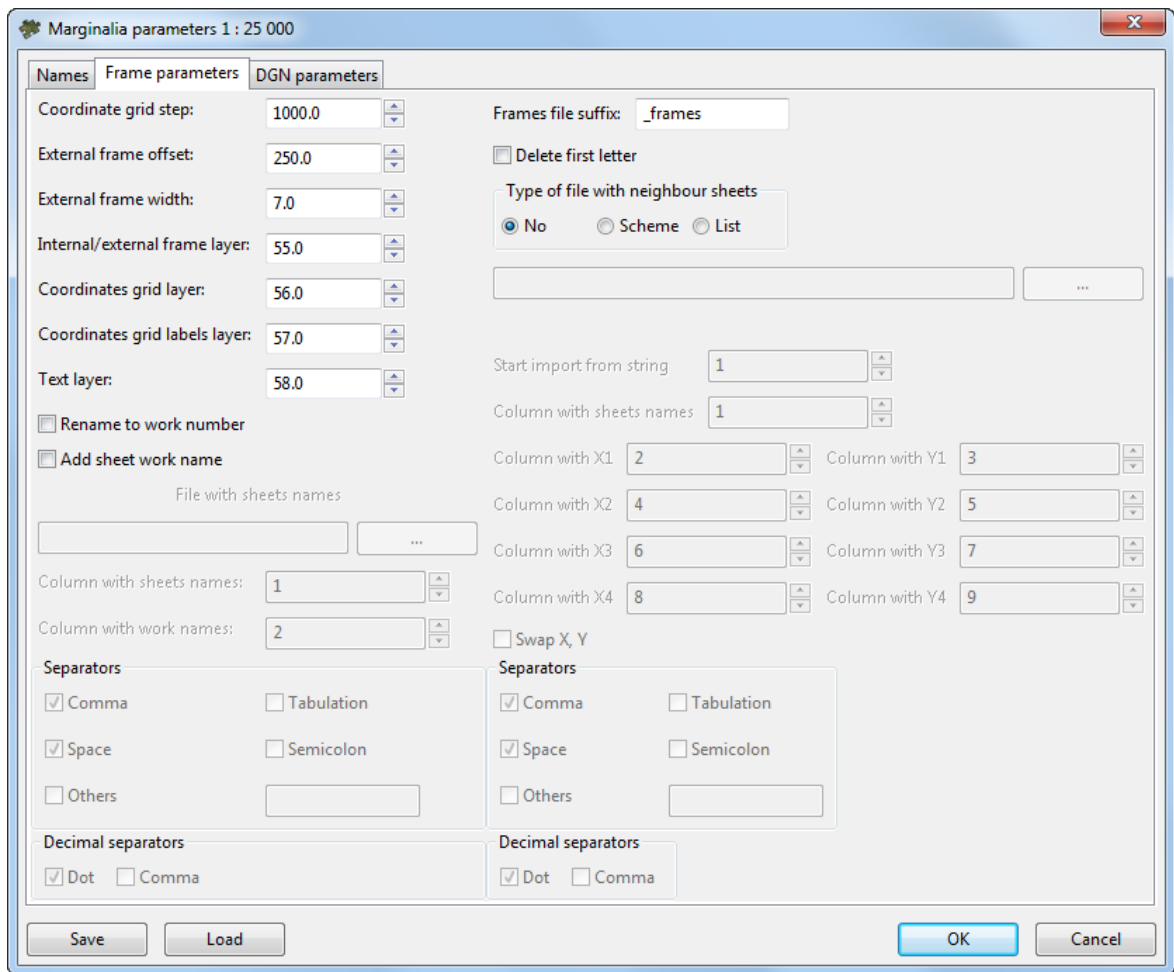 Marginalia parameters 1 : 25 000
Names Frame parameters DGN parameters
Coordinate grid step: 1000.0
External frame offset: 250.0
External frame width: 7.0
Internal/external frame layer: 55.0
Coordinates grid layer: 56.0
Coordinates grid labels layer: 57.0
Text layer: 58.0
Rename to work number
Add sheet work name
File with sheets names
...
Column with sheets names: 1
Column with work names: 2
Separators
Comma Tabulation
Space Semicolon
Others
Decimal separators
Dot Comma
Frames file suffix: _frames
Delete first letter
Type of file with neighbour sheets
No Scheme List
...
Start import from string 1
Column with sheets names 1
Column with X1 2 Column with Y1 3
Column with X2 4 Column with Y2 5
Column with X3 6 Column with Y3 7
Column with X4 8 Column with Y4 9
Swap X, Y
Separators
Comma Tabulation
Space Semicolon
Others
Decimal separators
Dot Comma
Save Load OK Cancel